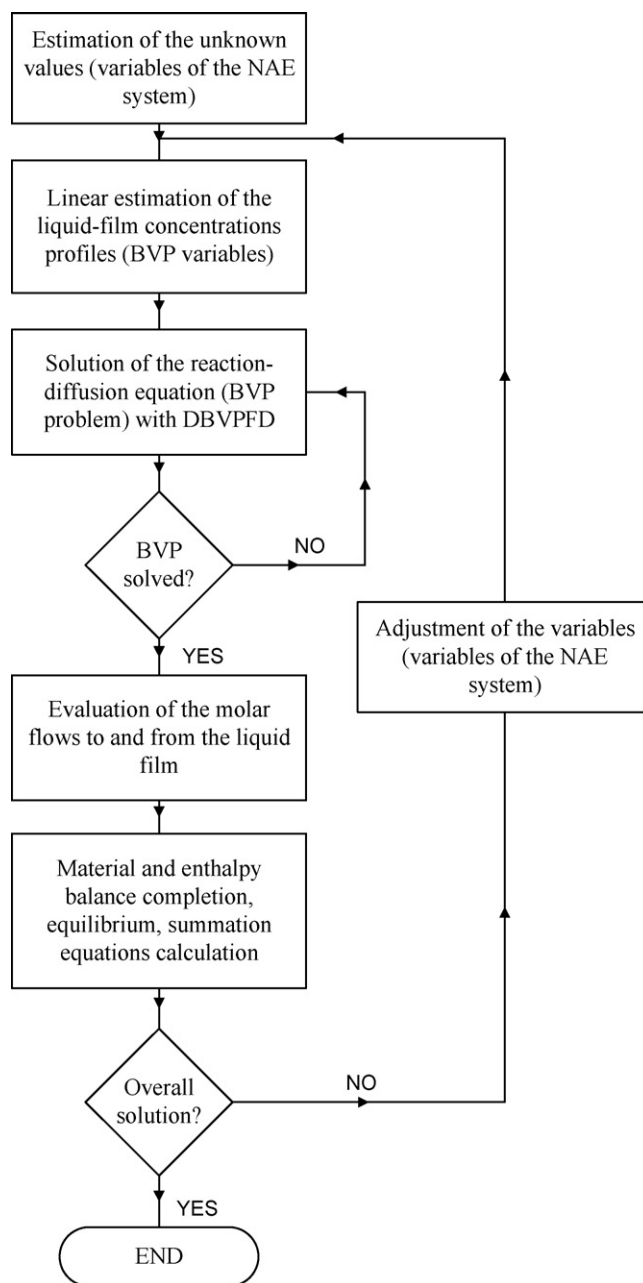 Estimation of the unknown
values (variables of the NAE
system)
Linear estimation of the
liquid-film concentrations
profiles (BVP variables)
Solution of the reaction-
diffusion equation (BVP
problem) with DBVPFD
BVP
solved?
NO
YES
Adjustment of the variables
(variables of the NAE
system)
Evaluation of the molar
flows to and from the liquid
film
Material and enthalpy
balance completion,
equilibrium, summation
equations calculation
Overall
solution?
NO
YES
END